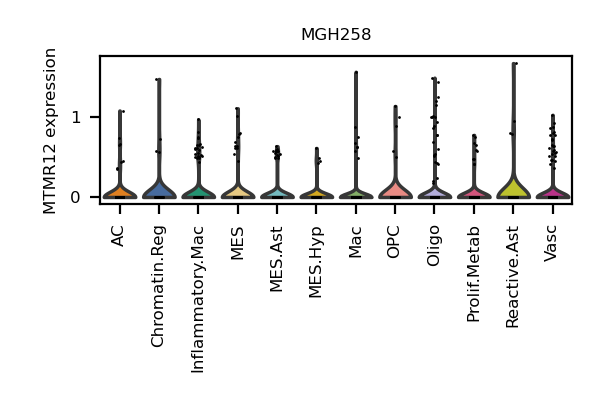 MGH258
MTMR12 expression
1
0
AC
Chromatin.Reg
Inflammatory.Mac
MES
MES.Ast
MES.Hyp
Mac
OPC
Oligo
Prolif.Metab
Reactive.Ast
Vasc